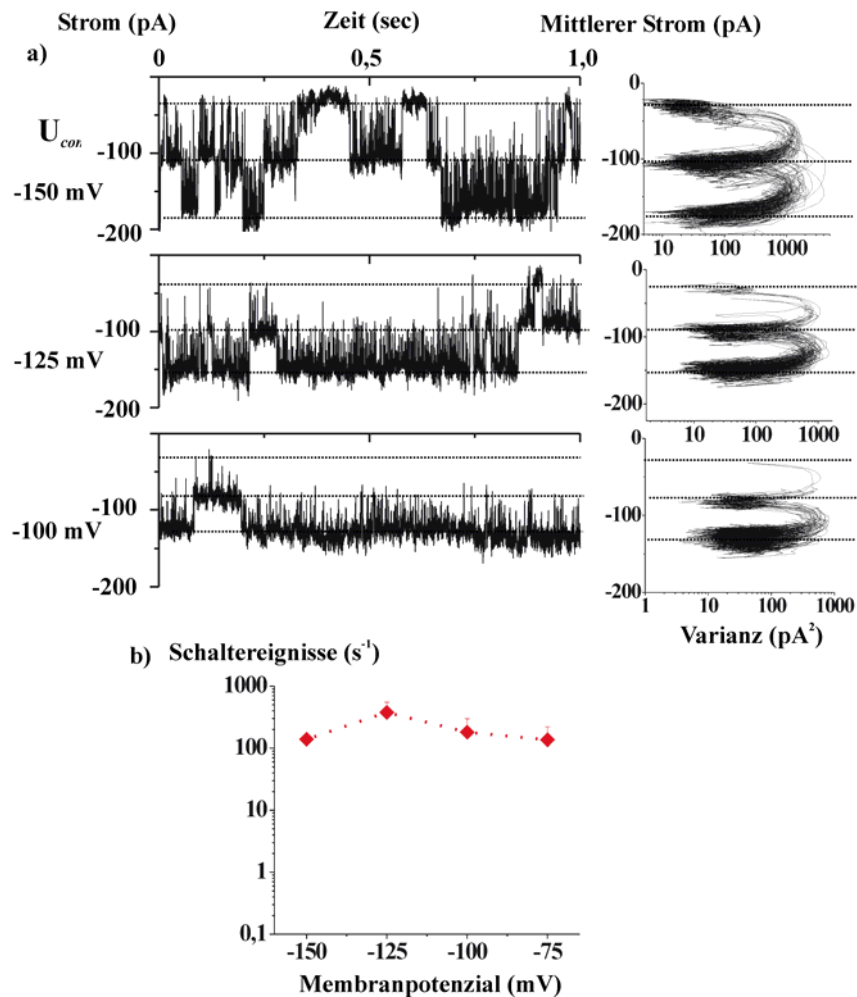 Strom (pA) Zeit (sec) Mittlerer Strom (pA)
a) 0 0,5 1,0
U con
-150 mV
-100
-200
0
-100
-200
10 100 1000
-125 mV
-100
-200
0
-100
-200
10 100 1000
-100 mV
-100
-200
0
-100
-200
1 10 100 1000
Varianz (pA²)
b) Schaltereignisse (s⁻¹)
1000
100
10
1
0,1
-150 -125 -100 -75
Membranpotenzial (mV)